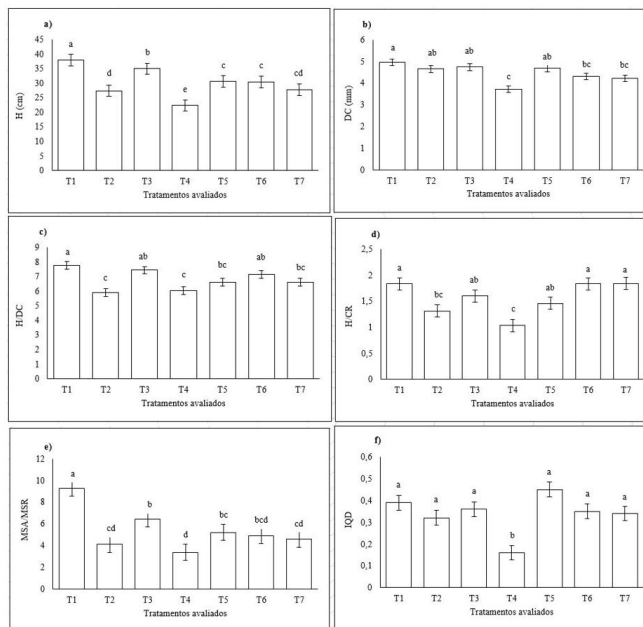 a)
H (cm)
45
40
35
30
25
20
15
10
5
0
a
d
b
e
c
c
cd
T1 T2 T3 T4 T5 T6 T7
Tratamentos avaliados
b)
DC (mm)
6
5
4
3
2
1
0
a
ab
ab
c
ab
bc
bc
T1 T2 T3 T4 T5 T6 T7
Tratamentos avaliados
c)
H/DC
8
7
6
5
4
3
2
1
0
a
c
ab
c
bc
ab
bc
T1 T2 T3 T4 T5 T6 T7
Tratamentos avaliados
d)
H/CR
2,5
2
1,5
1
0,5
0
a
bc
ab
c
ab
a
a
T1 T2 T3 T4 T5 T6 T7
Tratamentos avaliados
e)
MSA/MSR
12
10
8
6
4
2
0
a
cd
b
d
bc
bcd
cd
T1 T2 T3 T4 T5 T6 T7
Tratamentos avaliados
f)
IQD
0,6
0,5
0,4
0,3
0,2
0,1
0
a
a
a
b
a
a
a
T1 T2 T3 T4 T5 T6 T7
Tratamentos avaliados